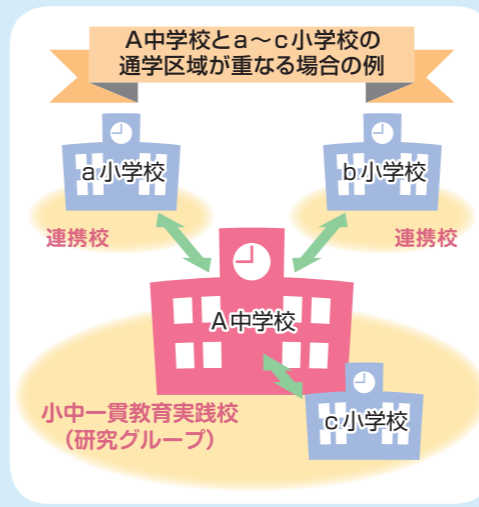 A中学校とa～c小学校の
通学区域が重なる場合の例
a小学校
b小学校
連携校
連携校
A中学校
小中一貫教育実践校
（研究グループ）
c小学校